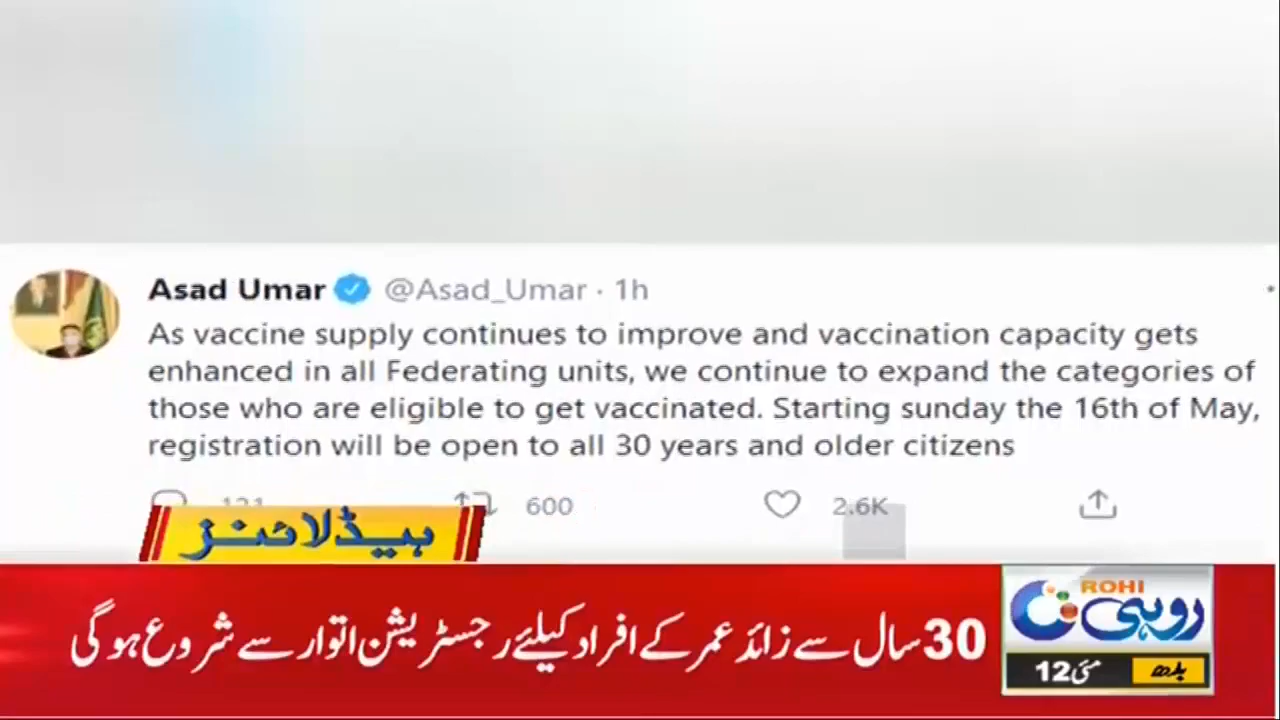 Asad Umar @Asad_Umar · 1h
As vaccine supply continues to improve and vaccination capacity gets
enhanced in all Federating units, we continue to expand the categories of
those who are eligible to get vaccinated. Starting sunday the 16th of May,
registration will be open to all 30 years and older citizens
121 600 2.6K
ہیڈلائنز
30 سال سے زائد عمر کے افراد کیلئے رجسٹریشن اتوار سے شروع ہوگی
ROHI
روہی
بدھ 12 مئی